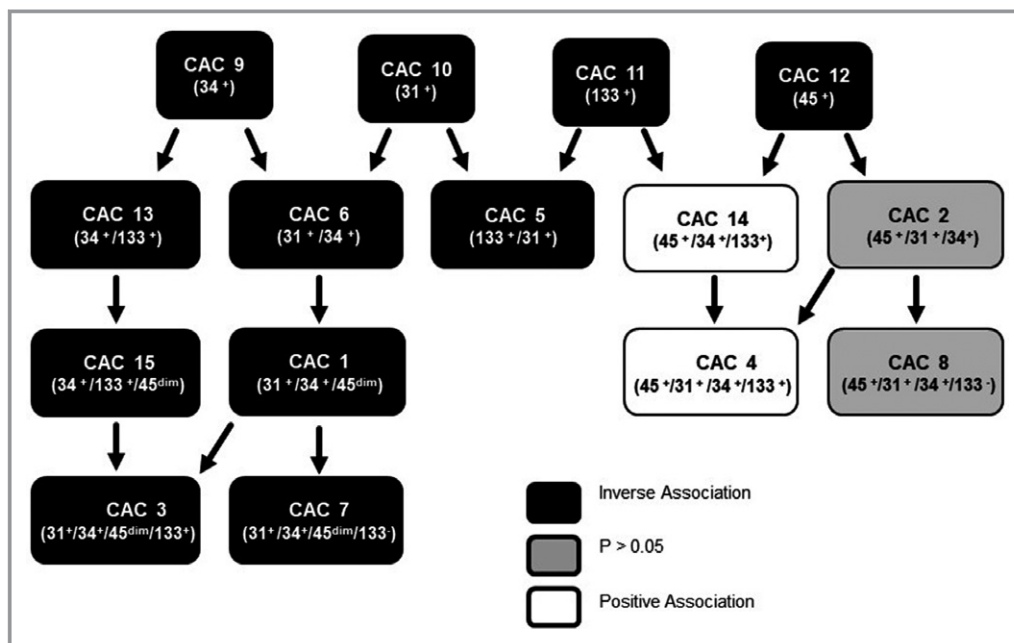 CAC 9
(34⁺)
CAC 10
(31⁺)
CAC 11
(133⁺)
CAC 12
(45⁺)
CAC 13
(34⁺/133⁺)
CAC 6
(31⁺/34⁺)
CAC 5
(133⁺/31⁺)
CAC 14
(45⁺/34⁺/133⁺)
CAC 2
(45⁺/31⁺/34⁺)
CAC 15
(34⁺/133⁺/45ᵈⁱᵐ)
CAC 1
(31⁺/34⁺/45ᵈⁱᵐ)
CAC 4
(45⁺/31⁺/34⁺/133⁺)
CAC 8
(45⁺/31⁺/34⁺/133⁻)
CAC 3
(31⁺/34⁺/45ᵈⁱᵐ/133⁺)
CAC 7
(31⁺/34⁺/45ᵈⁱᵐ/133⁻)
Inverse Association
P > 0.05
Positive Association